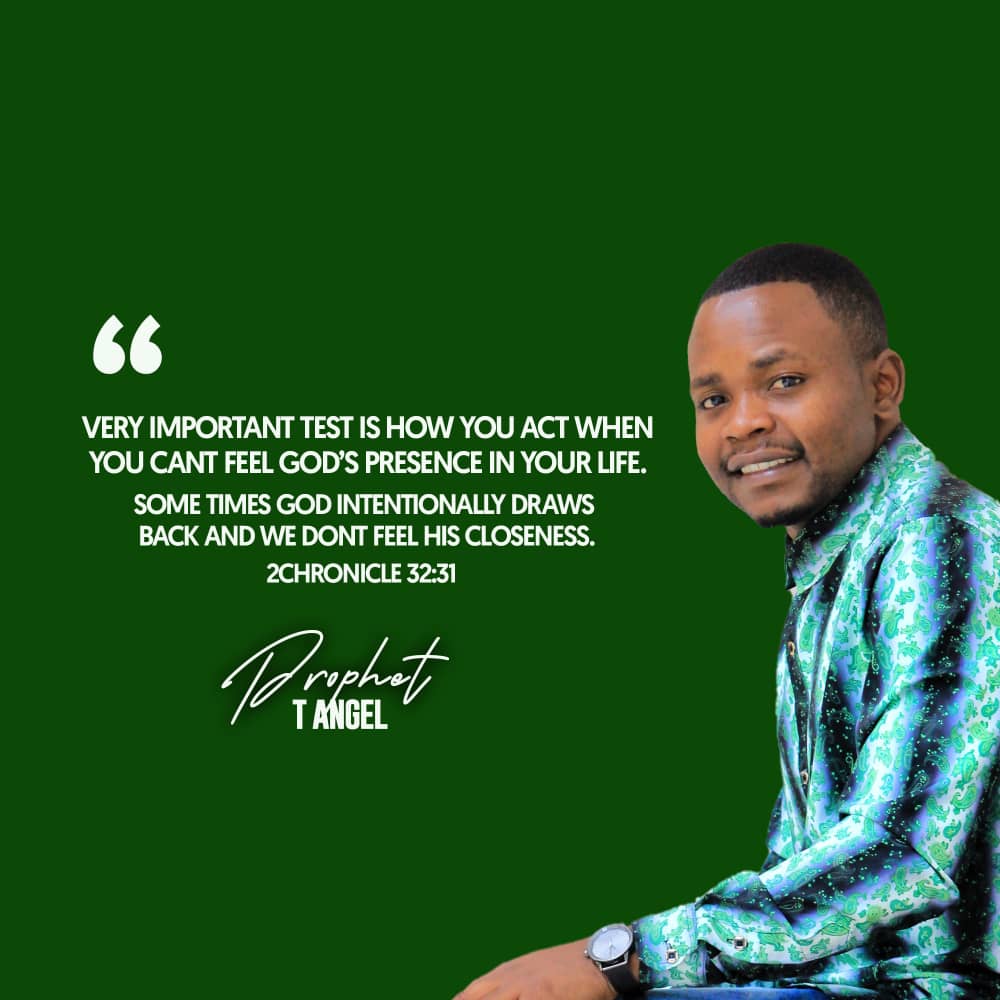 VERY IMPORTANT TEST IS HOW YOU ACT WHEN
YOU CANT FEEL GOD'S PRESENCE IN YOUR LIFE.
SOME TIMES GOD INTENTIONALLY DRAWS
BACK AND WE DONT FEEL HIS CLOSENESS.
2CHRONICLE 32:31
Prophet
T ANGEL